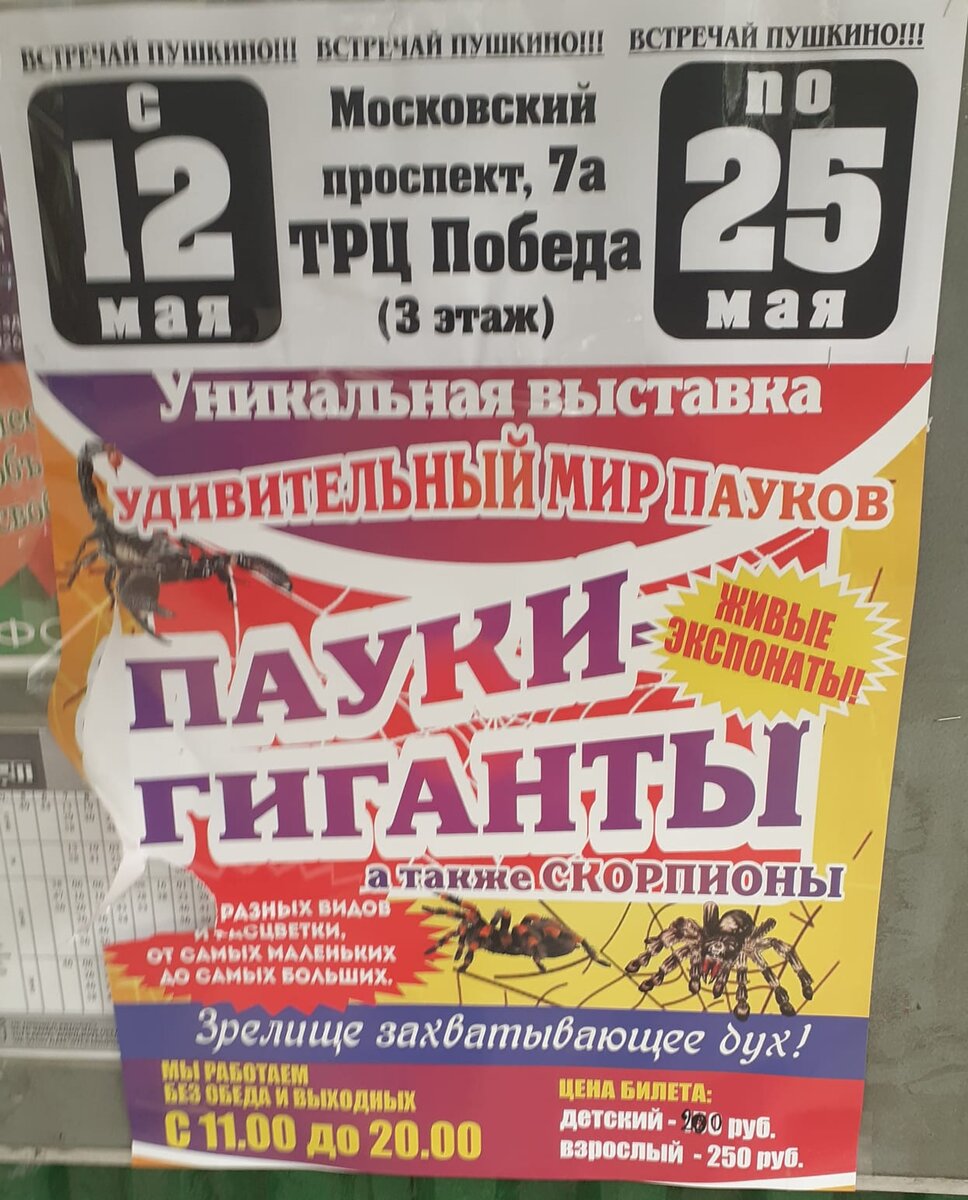 ВСТРЕЧАЙ ПУШКИНО!!! ВСТРЕЧАЙ ПУШКИНО!!! ВСТРЕЧАЙ ПУШКИНО!!!
с
12
мая
Московский
проспект, 7а
ТРЦ Победа
(3 этаж)
по
25
мая
Уникальная выставка
УДИВИТЕЛЬНЫЙ МИР ПАУКОВ
ПАУКИ-
ГИГАНТЫ
ЖИВЫЕ
ЭКСПОНАТЫ!
а также СКОРПИОНЫ
РАЗНЫХ ВИДОВ
И РАСЦВЕТКИ,
ОТ САМЫХ МАЛЕНЬКИХ
ДО САМЫХ БОЛЬШИХ.
Зрелище захватывающее дух!
МЫ РАБОТАЕМ
БЕЗ ОБЕДА И ВЫХОДНЫХ
С 11.00 до 20.00
ЦЕНА БИЛЕТА:
детский - 200 руб.
взрослый - 250 руб.